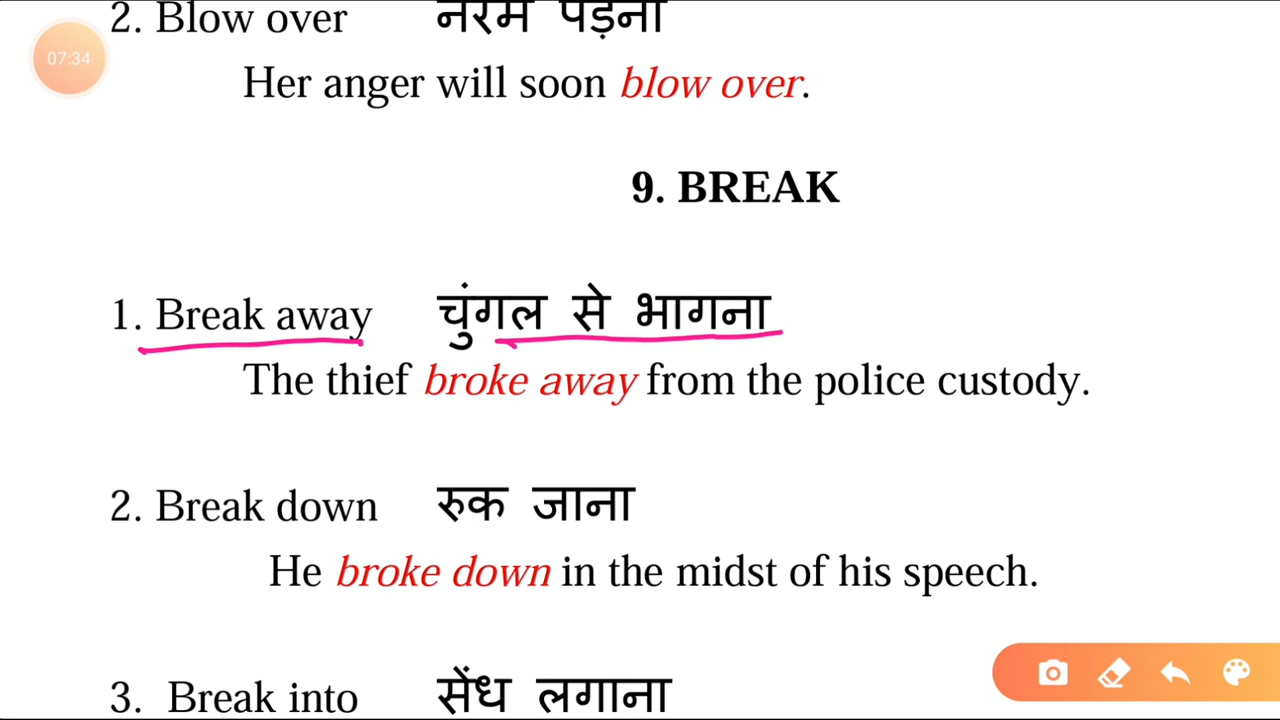 2. Blow over नरम पड़ना
07:34
Her anger will soon blow over.
9. BREAK
1. Break away चुंगल से भागना
The thief broke away from the police custody.
2. Break down रुक जाना
He broke down in the midst of his speech.
3. Break into सेंध लगाना